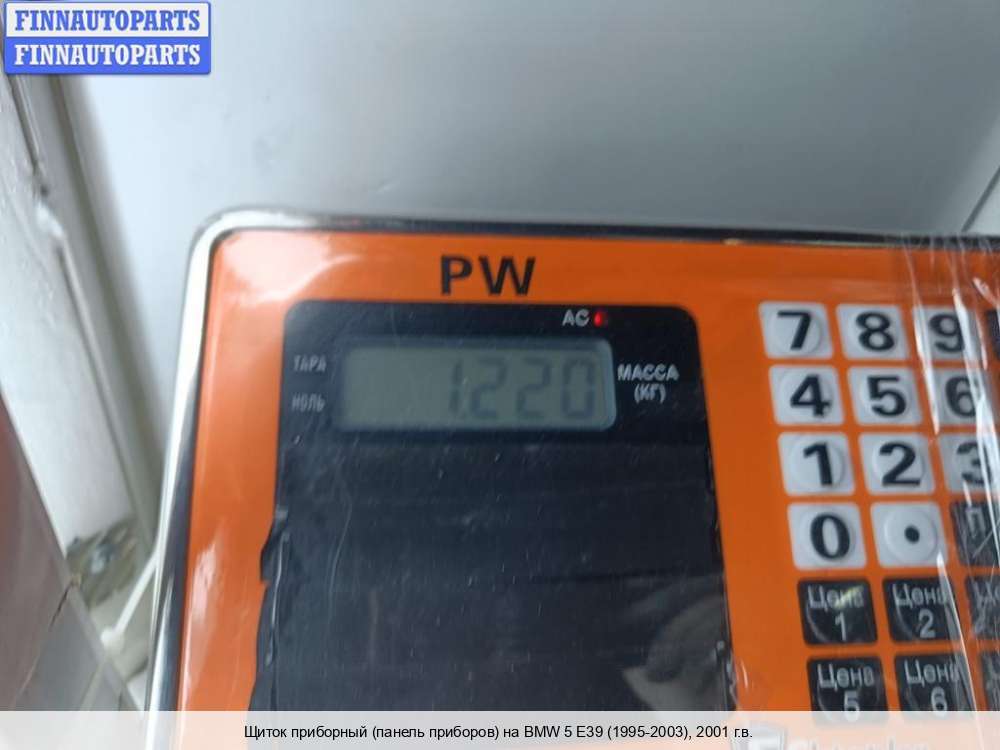 FINNAUTOPARTS
FINNAUTOPARTS
PW
AC
ТАРА
НОЛЬ
1.220
МАССА
(КГ)
7 8 9
4 5 6
1 2 3
0 .
Цена 1
Цена 2
Цена 5
Цена 6
Щиток приборный (панель приборов) на BMW 5 E39 (1995-2003), 2001 г.в.